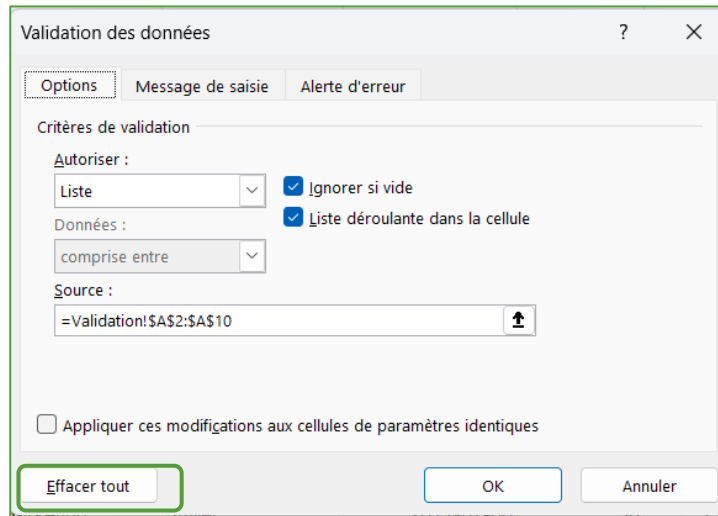 Validation des données ?
Options Message de saisie Alerte d'erreur
Critères de validation
Autoriser :
Liste Ignorer si vide
Données : Liste déroulante dans la cellule
comprise entre
Source :
=Validation!$A$2:$A$10
Appliquer ces modifications aux cellules de paramètres identiques
Effacer tout OK Annuler